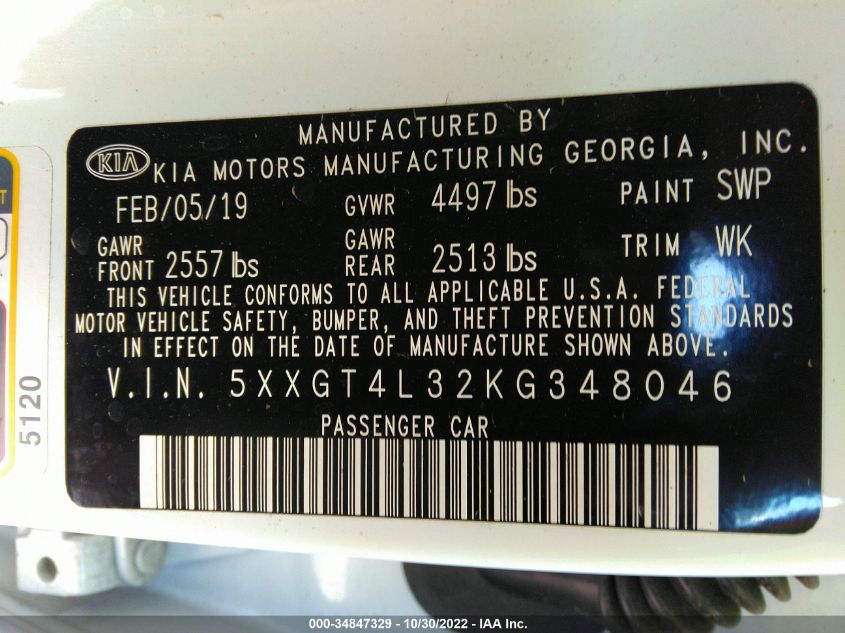 MANUFACTURED BY
KIA KIA MOTORS MANUFACTURING GEORGIA, INC.
FEB/05/19 GVWR 4497 lbs PAINT SWP
GAWR FRONT 2557 lbs GAWR REAR 2513 lbs TRIM WK
THIS VEHICLE CONFORMS TO ALL APPLICABLE U.S.A. FEDERAL
MOTOR VEHICLE SAFETY, BUMPER, AND THEFT PREVENTION STANDARDS
IN EFFECT ON THE DATE OF MANUFACTURE SHOWN ABOVE.
V.I.N. 5XXGT4L32KG348046
PASSENGER CAR
5120
000-34847329 - 10/30/2022 - IAA Inc.